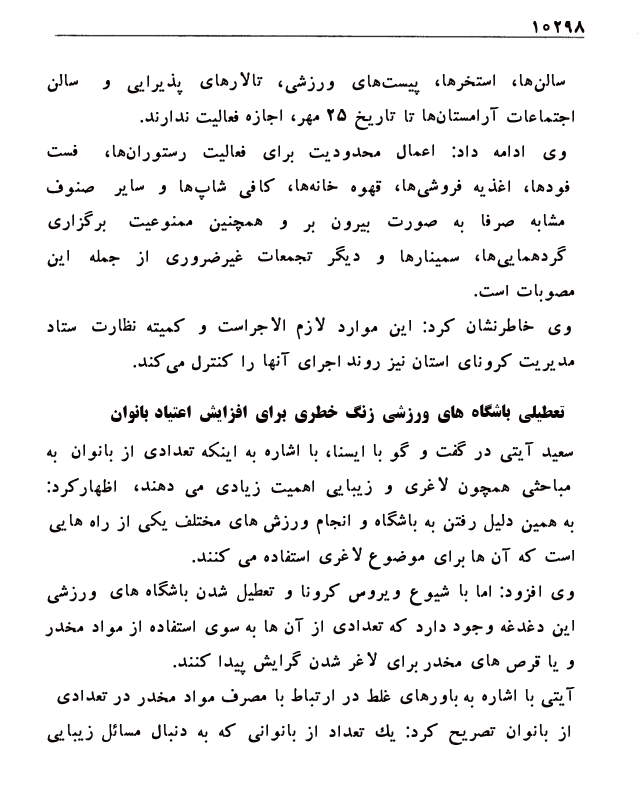 ۱۰۲۹۸
سالن‌ها، استخرها، پیست‌های ورزشی، تالارهای پذیرایی و سالن
اجتماعات آرامستان‌ها تا تاریخ ۲۵ مهر، اجازه فعالیت ندارند.
وی ادامه داد: اعمال محدودیت برای فعالیت رستوران‌ها، فست
فودها، اغذیه فروشی‌ها، قهوه خانه‌ها، کافی شاپ‌ها و سایر صنوف
مشابه صرفا به صورت بیرون بر و همچنین ممنوعیت برگزاری
گردهمایی‌ها، سمینارها و دیگر تجمعات غیرضروری از جمله این
مصوبات است.
وی خاطرنشان کرد: این موارد لازم الاجراست و کمیته نظارت ستاد
مدیریت کرونای استان نیز روند اجرای آنها را کنترل می‌کند.
تعطیلی باشگاه های ورزشی زنگ خطری برای افزایش اعتیاد بانوان
سعید آیتی در گفت و گو با ایسنا، با اشاره به اینکه تعدادی از بانوان به
مباحثی همچون لاغری و زیبایی اهمیت زیادی می دهند، اظهارکرد:
به همین دلیل رفتن به باشگاه و انجام ورزش های مختلف یکی از راه هایی
است که آن ها برای موضوع لاغری استفاده می کنند.
وی افزود: اما با شیوع ویروس کرونا و تعطیل شدن باشگاه های ورزشی
این دغدغه وجود دارد که تعدادی از آن ها به سوی استفاده از مواد مخدر
و یا قرص های مخدر برای لاغر شدن گرایش پیدا کنند.
آیتی با اشاره به باورهای غلط در ارتباط با مصرف مواد مخدر در تعدادی
از بانوان تصریح کرد: یك تعداد از بانوانی که به دنبال مسائل زیبایی